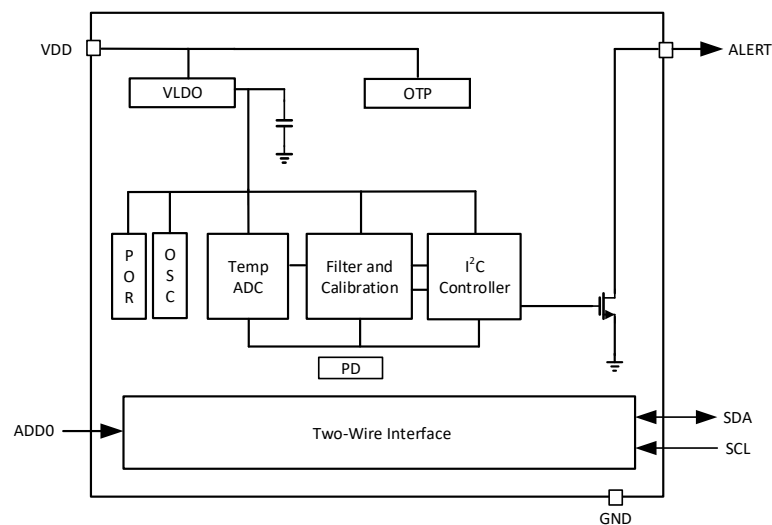 VDD
ALERT
VLDO
OTP
P
O
R
O
S
C
Temp
ADC
Filter and
Calibration
I²C
Controller
PD
ADD0
Two-Wire Interface
SDA
SCL
GND